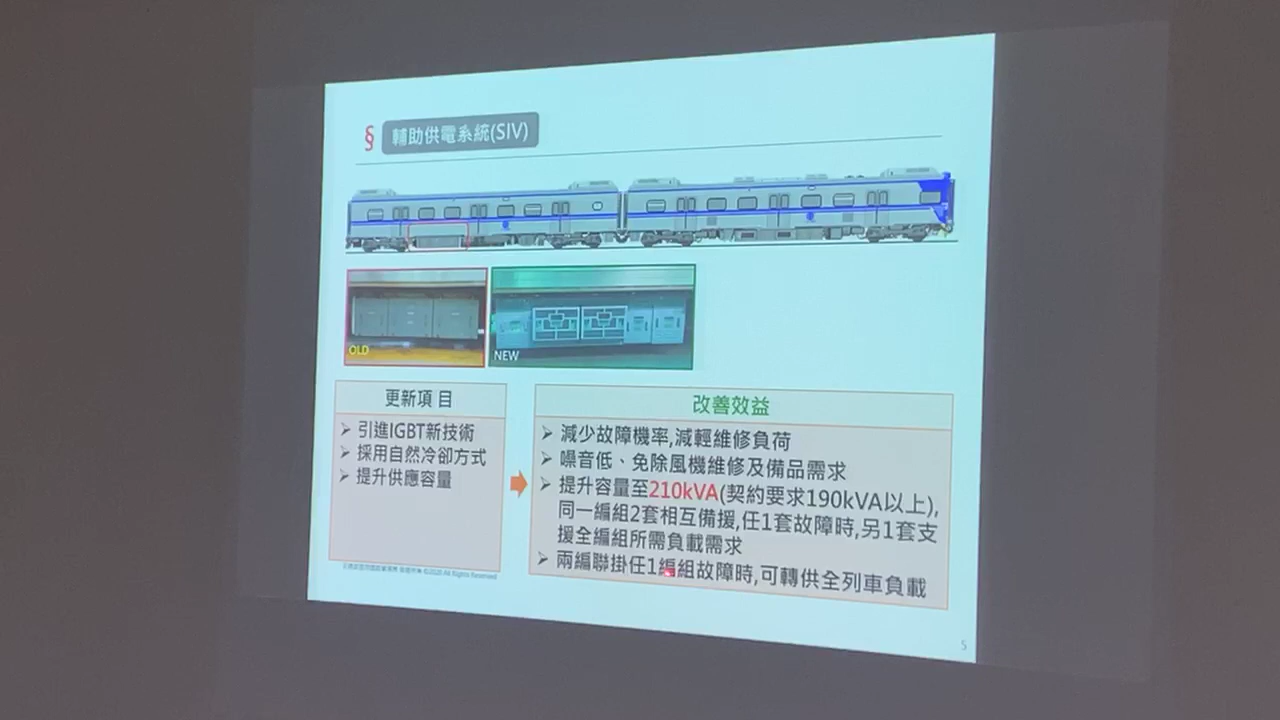 § 輔助供電系統(SIV)
OLD
NEW
更新項 目
➢ 引進IGBT新技術
➢ 採用自然冷卻方式
➢ 提升供應容量
改善效益
➢ 減少故障機率,減輕維修負荷
➢ 噪音低、免除風機維修及備品需求
➢ 提升容量至210kVA(契約要求190kVA以上),
同一編組2套相互備援,任1套故障時,另1套支
援全編組所需負載需求
➢ 兩編聯掛任1編組故障時,可轉供全列車負載
All Rights Reserved
5